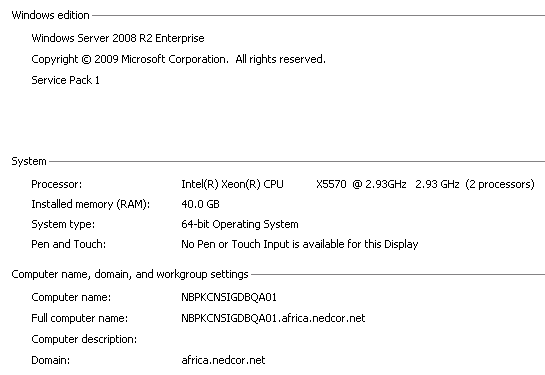 Windows edition
Windows Server 2008 R2 Enterprise
Copyright © 2009 Microsoft Corporation. All rights reserved.
Service Pack 1
System
Processor: Intel(R) Xeon(R) CPU X5570 @ 2.93GHz 2.93 GHz (2 processors)
Installed memory (RAM): 40.0 GB
System type: 64-bit Operating System
Pen and Touch: No Pen or Touch Input is available for this Display
Computer name, domain, and workgroup settings
Computer name: NBPKCNSIGDBQA01
Full computer name: NBPKCNSIGDBQA01.africa.nedcor.net
Computer description:
Domain: africa.nedcor.net